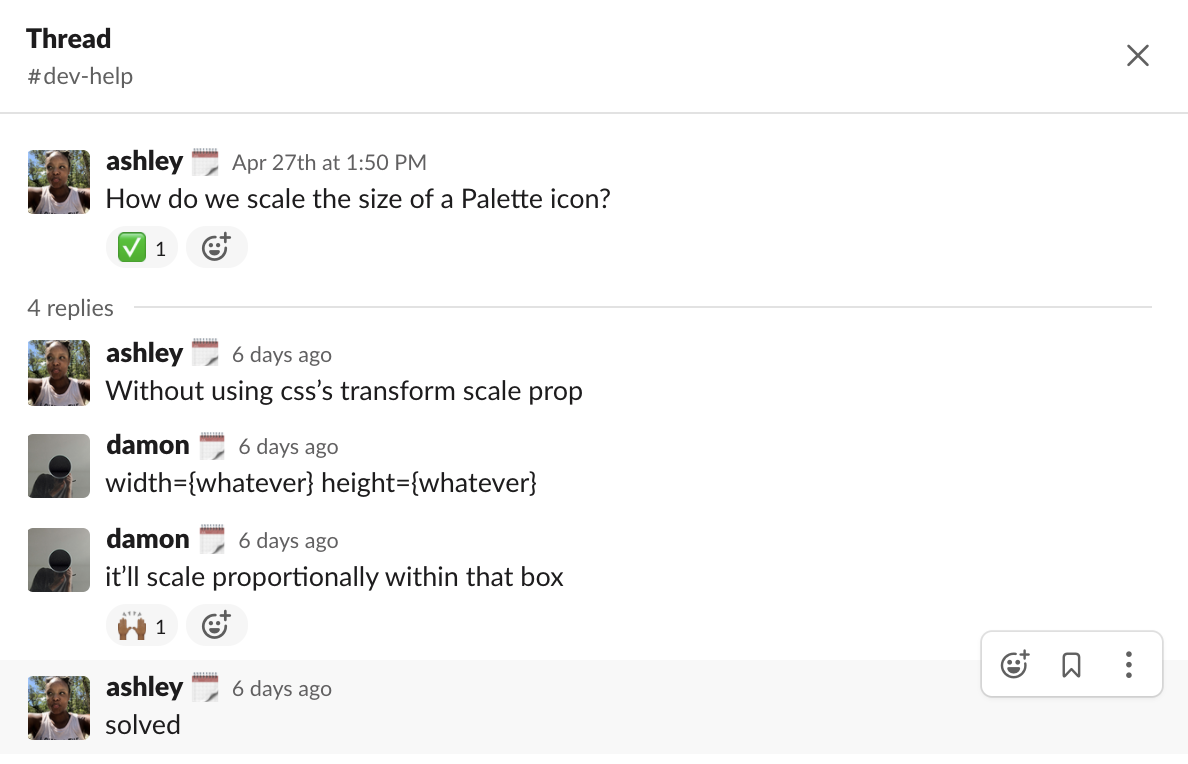 Thread
#dev-help
ashley Apr 27th at 1:50 PM
How do we scale the size of a Palette icon?
1
4 replies
ashley 6 days ago
Without using css’s transform scale prop
damon 6 days ago
width={whatever} height={whatever}
damon 6 days ago
it’ll scale proportionally within that box
1
ashley 6 days ago
solved